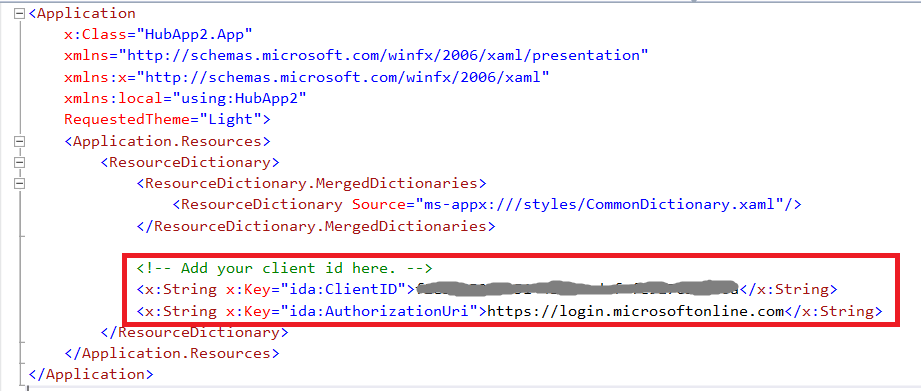 <Application
x:Class="HubApp2.App"
xmlns="http://schemas.microsoft.com/winfx/2006/xaml/presentation"
xmlns:x="http://schemas.microsoft.com/winfx/2006/xaml"
xmlns:local="using:HubApp2"
RequestedTheme="Light">
<Application.Resources>
<ResourceDictionary>
<ResourceDictionary.MergedDictionaries>
<ResourceDictionary Source="ms-appx:///styles/CommonDictionary.xaml"/>
</ResourceDictionary.MergedDictionaries>
<!-- Add your client id here. -->
<x:String x:Key="ida:ClientID"></x:String>
<x:String x:Key="ida:AuthorizationUri">https://login.microsoftonline.com</x:String>
</ResourceDictionary>
</Application.Resources>
</Application>